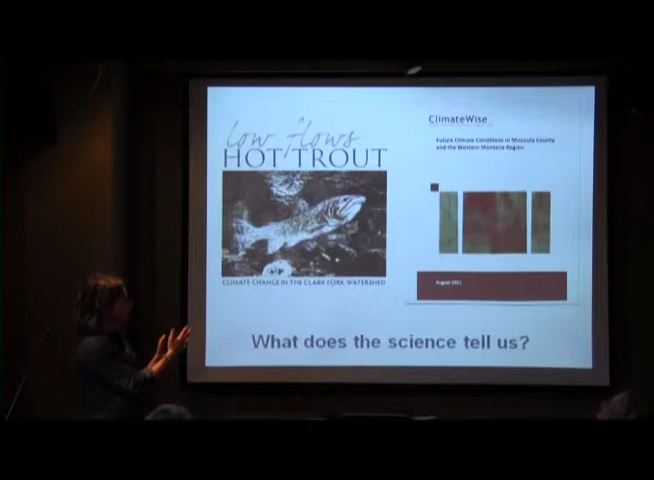 low flows
HOT TROUT
CLIMATE CHANGE IN THE CLARK FORK WATERSHED
ClimateWise
Future Climate Conditions in Missoula County
and the Western Montana Region
August 2011
What does the science tell us?